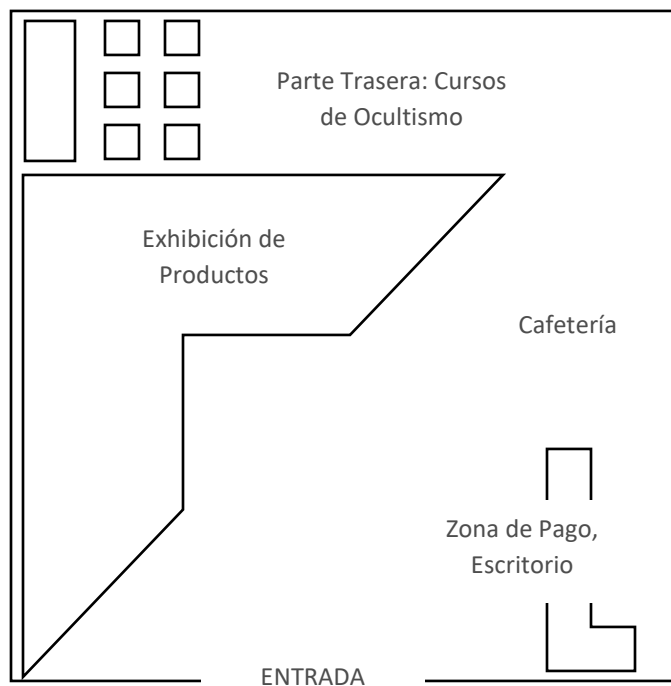 Parte Trasera: Cursos
de Ocultismo
Exhibición de
Productos
Cafetería
Zona de Pago,
Escritorio
ENTRADA